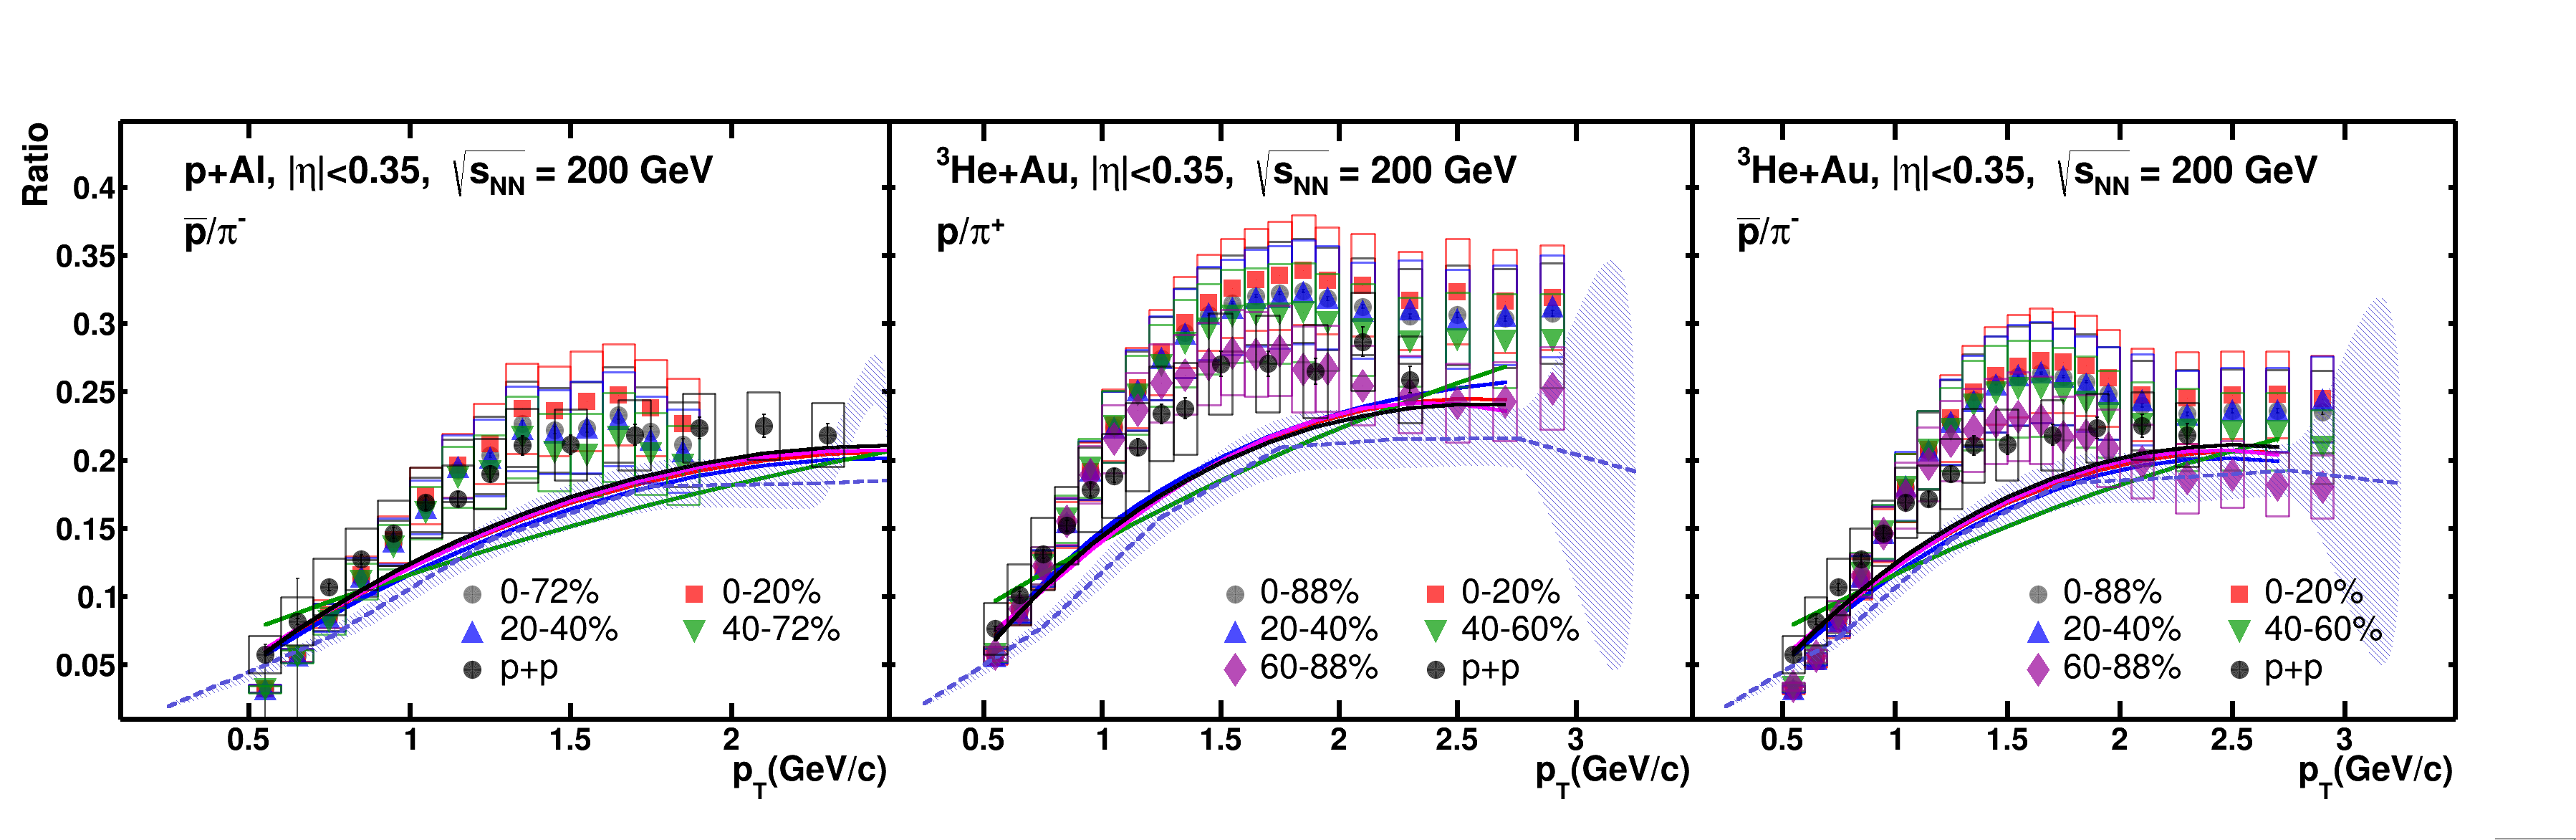 Ratio
0.4
0.35
0.3
0.25
0.2
0.15
0.1
0.05
p+Al, |η|<0.35, √sNN = 200 GeV
p̅/π-
0-72%
0-20%
20-40%
40-72%
p+p
0.5 1 1.5 2
pT(GeV/c)
3He+Au, |η|<0.35, √sNN = 200 GeV
p/π+
0-88%
0-20%
20-40%
40-60%
60-88%
p+p
0.5 1 1.5 2 2.5 3
pT(GeV/c)
3He+Au, |η|<0.35, √sNN = 200 GeV
p̅/π-
0-88%
0-20%
20-40%
40-60%
60-88%
p+p
0.5 1 1.5 2 2.5 3
pT(GeV/c)